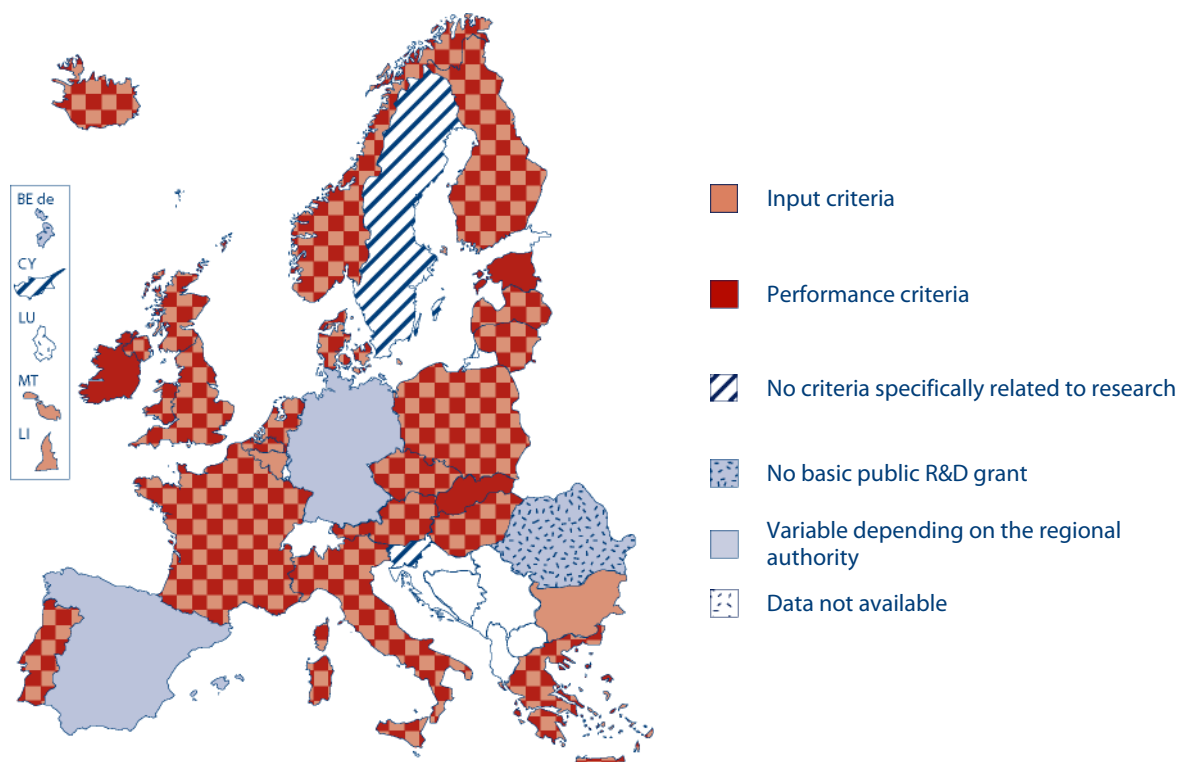 BE de
CY
LU
MT
LI
Input criteria
Performance criteria
No criteria specifically related to research
No basic public R&D grant
Variable depending on the regional
authority
Data not available